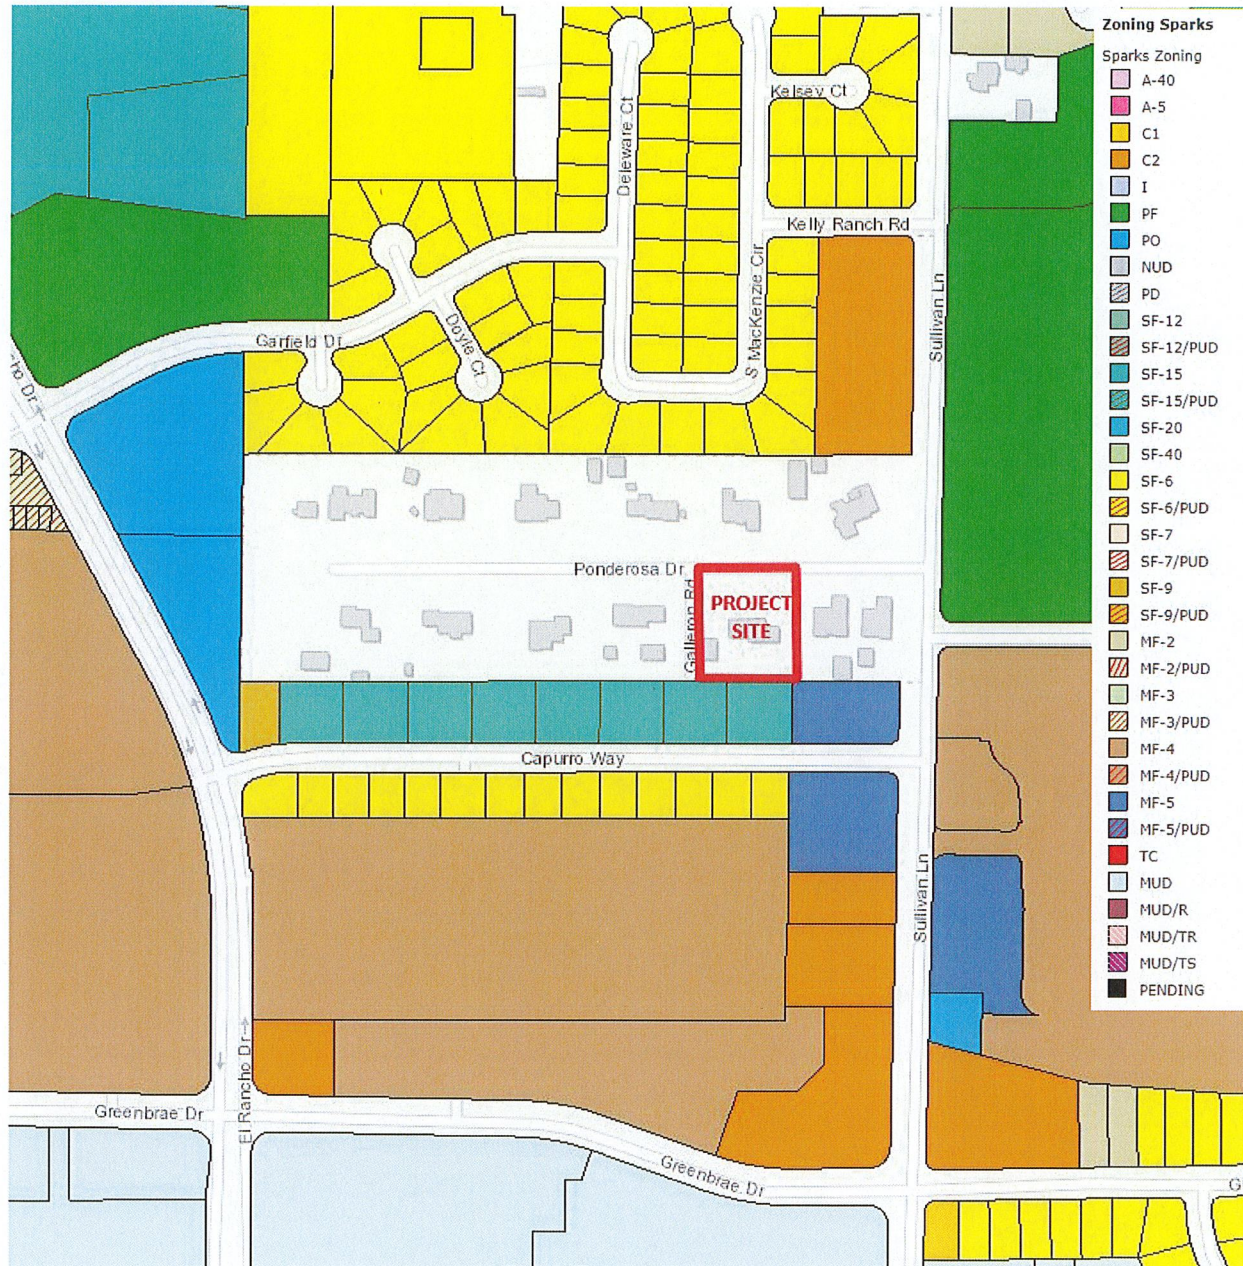 Zoning Sparks
Sparks Zoning
A-40
A-5
C1
C2
I
PF
PO
NUD
PD
SF-12
SF-12/PUD
SF-15
SF-15/PUD
SF-20
SF-40
SF-6
SF-6/PUD
SF-7
SF-7/PUD
SF-9
SF-9/PUD
MF-2
MF-2/PUD
MF-3
MF-3/PUD
MF-4
MF-4/PUD
MF-5
MF-5/PUD
TC
MUD
MUD/R
MUD/TR
MUD/TS
PENDING
Kelsey Ct
Deleware Ct
Kelly Ranch Rd
S MacKenzie Cir
Sullivan Ln
Garfield Dr
Doyle Ct
cho Dr
Ponderosa Dr
Galleron Rd
PROJECT
SITE
Capurro Way
Sullivan Ln
El Rancho Dr
Greenbrae Dr
Greenbrae Dr
G